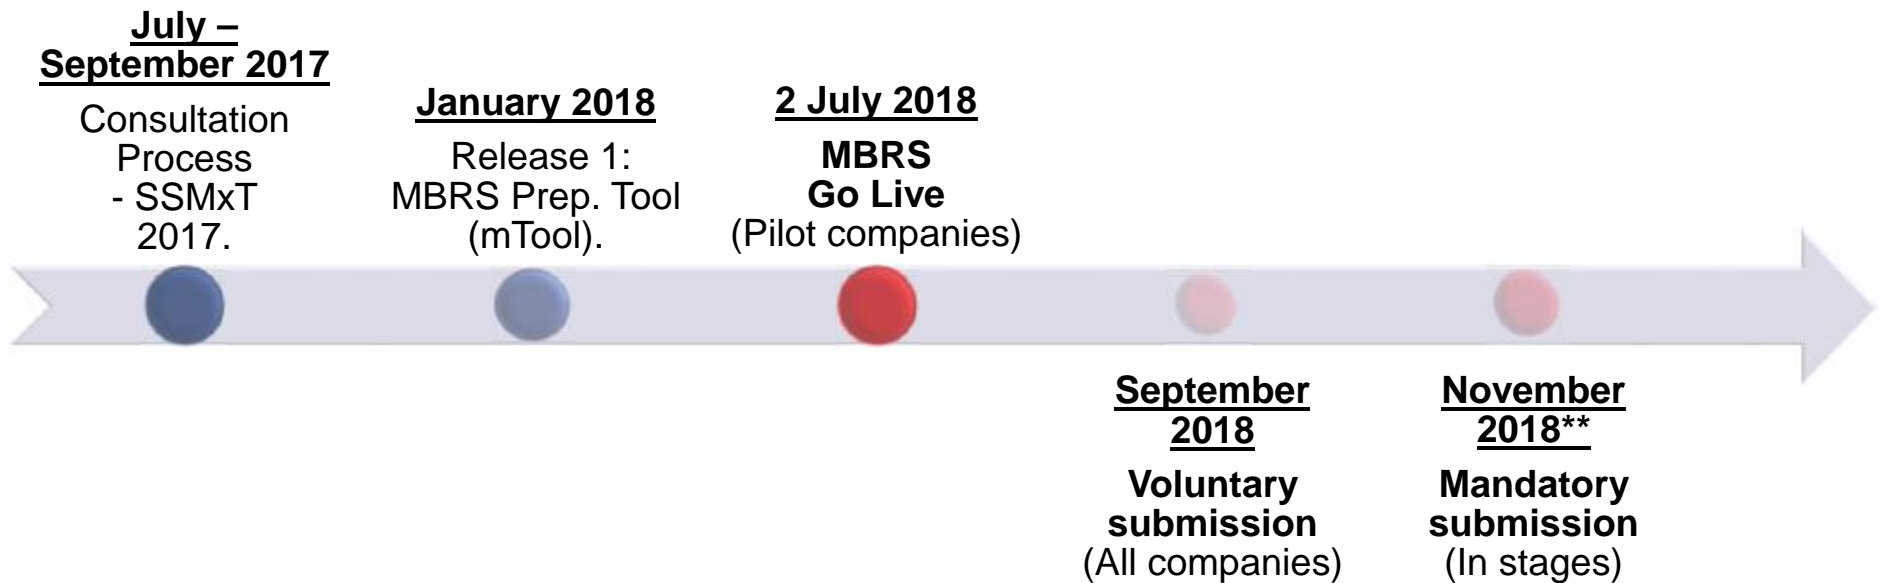 July –
September 2017
Consultation
Process
- SSMxT
2017.
January 2018
Release 1:
MBRS Prep. Tool
(mTool).
2 July 2018
MBRS
Go Live
(Pilot companies)
September
2018
Voluntary
submission
(All companies)
November
2018**
Mandatory
submission
(In stages)